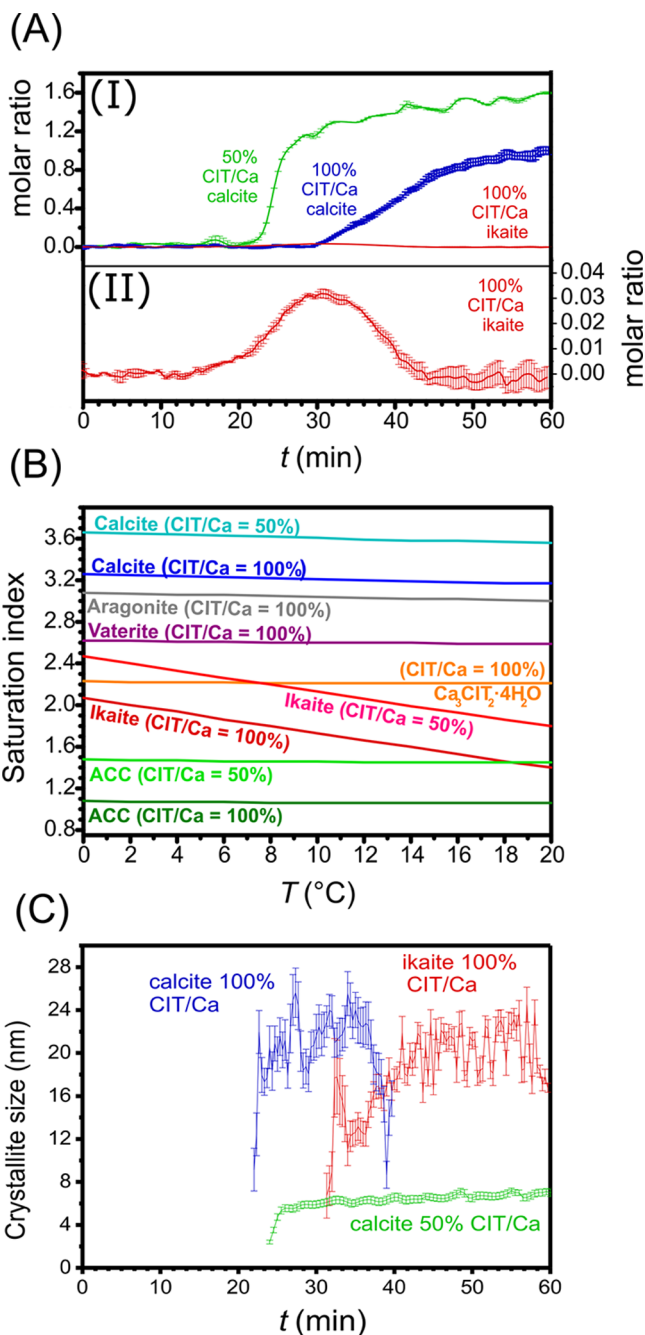 (A)
(I)
molar ratio
1.6
1.2
0.8
0.4
0.0
50%
CIT/Ca
calcite
100%
CIT/Ca
calcite
100%
CIT/Ca
ikaite
(II)
100%
CIT/Ca
ikaite
0.04
0.03
0.02
0.01
0.00
molar ratio
0 10 20 30 40 50 60
t (min)
(B)
Saturation index
3.6
3.2
2.8
2.4
2.0
1.6
1.2
0.8
Calcite (CIT/Ca = 50%)
Calcite (CIT/Ca = 100%)
Aragonite (CIT/Ca = 100%)
Vaterite (CIT/Ca = 100%)
(CIT/Ca = 100%)
Ca3CIT2·4H2O
Ikaite (CIT/Ca = 50%)
Ikaite (CIT/Ca = 100%)
ACC (CIT/Ca = 50%)
ACC (CIT/Ca = 100%)
0 2 4 6 8 10 12 14 16 18 20
T (°C)
(C)
Crystallite size (nm)
28
24
20
16
12
8
4
0
calcite 100%
CIT/Ca
ikaite 100%
CIT/Ca
calcite 50% CIT/Ca
0 10 20 30 40 50 60
t (min)